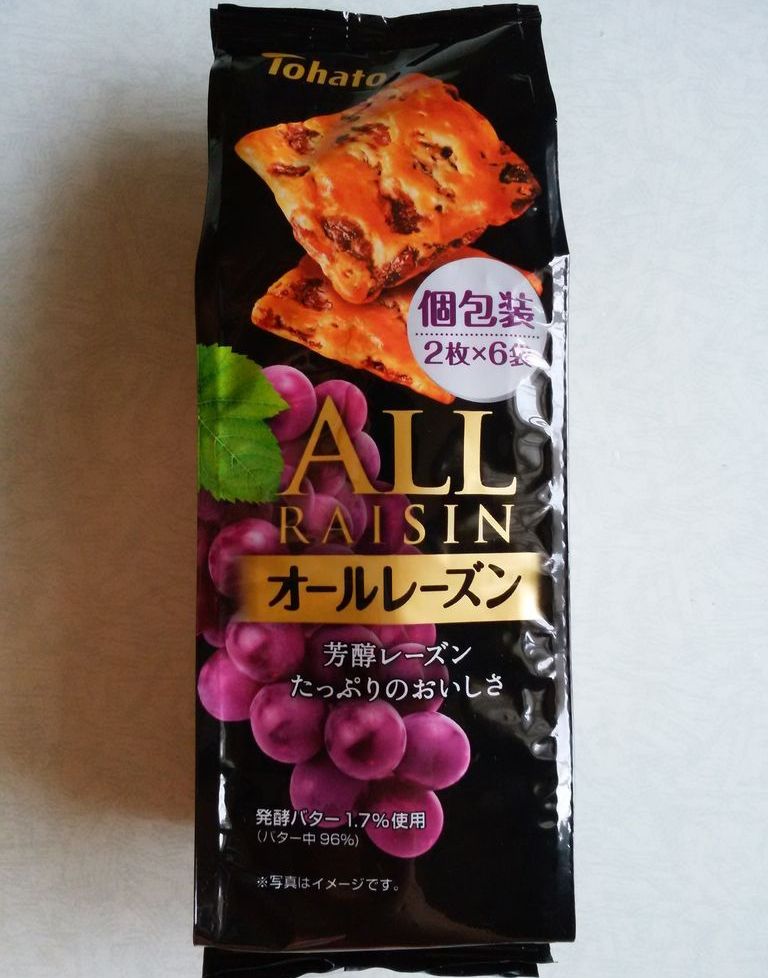 Tohato
個包装
2枚×6袋
ALL
RAISIN
オールレーズン
芳醇レーズン
たっぷりのおいしさ
発酵バター1.7%使用
(バター中96%)
※写真はイメージです。